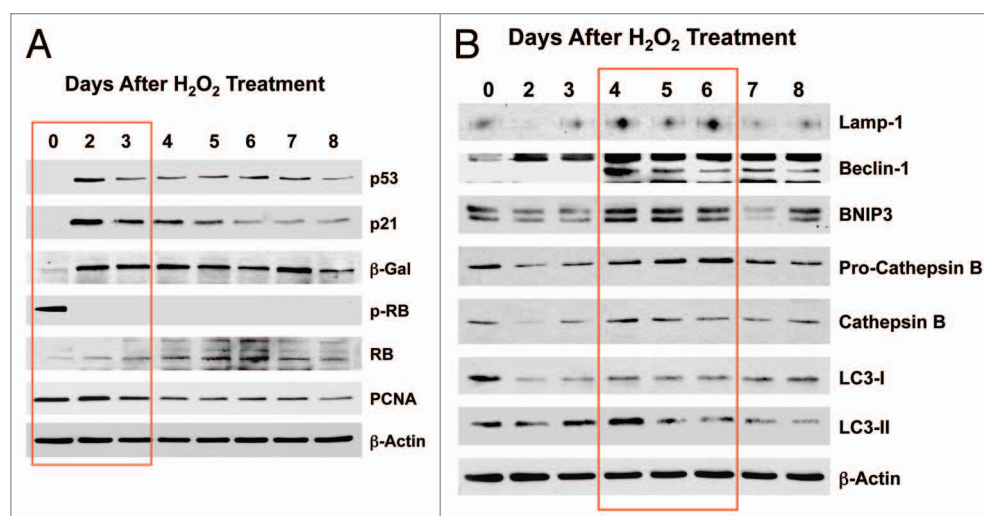 A
Days After H₂O₂ Treatment
0 2 3 4 5 6 7 8
p53
p21
β-Gal
p-RB
RB
PCNA
β-Actin
B
Days After H₂O₂ Treatment
0 2 3 4 5 6 7 8
Lamp-1
Beclin-1
BNIP3
Pro-Cathepsin B
Cathepsin B
LC3-I
LC3-II
β-Actin